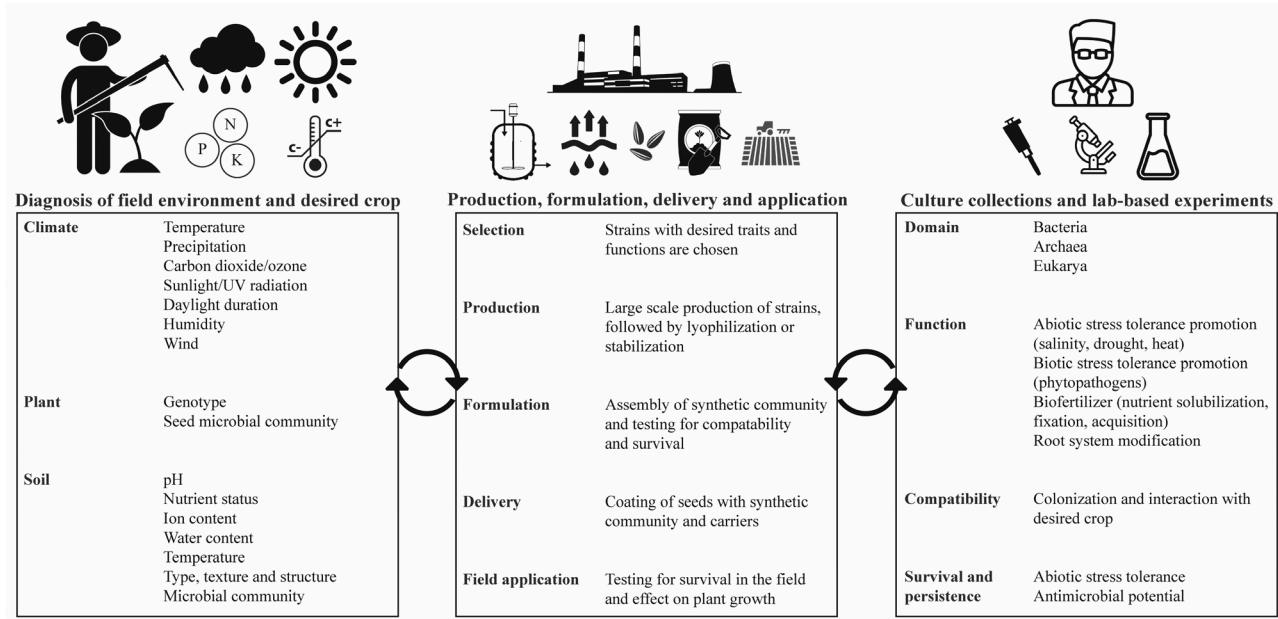 N
P
K
c+
c-
Diagnosis of field environment and desired crop
Climate
Temperature
Precipitation
Carbon dioxide/ozone
Sunlight/UV radiation
Daylight duration
Humidity
Wind
Plant
Genotype
Seed microbial community
Soil
pH
Nutrient status
Ion content
Water content
Temperature
Type, texture and structure
Microbial community
Production, formulation, delivery and application
Selection
Strains with desired traits and
functions are chosen
Production
Large scale production of strains,
followed by lyophilization or
stabilization
Formulation
Assembly of synthetic community
and testing for compatability
and survival
Delivery
Coating of seeds with synthetic
community and carriers
Field application
Testing for survival in the field
and effect on plant growth
Culture collections and lab-based experiments
Domain
Bacteria
Archaea
Eukarya
Function
Abiotic stress tolerance promotion
(salinity, drought, heat)
Biotic stress tolerance promotion
(phytopathogens)
Biofertilizer (nutrient solubilization,
fixation, acquisition)
Root system modification
Compatibility
Colonization and interaction with
desired crop
Survival and
persistence
Abiotic stress tolerance
Antimicrobial potential